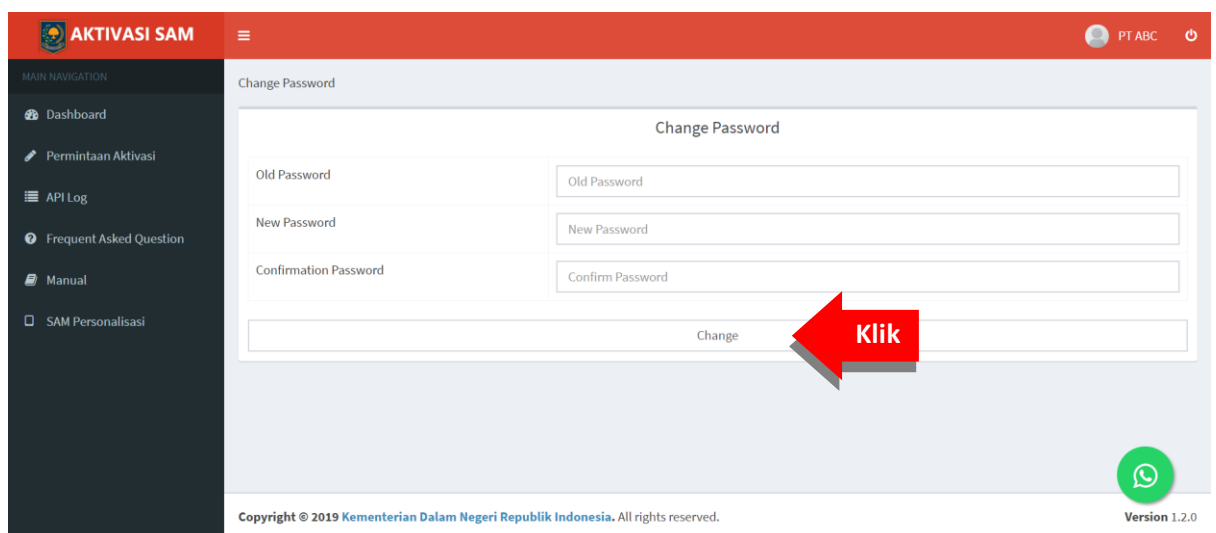 AKTIVASI SAM
PT ABC
MAIN NAVIGATION
Change Password
Dashboard
Change Password
Permintaan Aktivasi
Old Password
Old Password
API Log
New Password
New Password
Frequent Asked Question
Confirmation Password
Confirm Password
Manual
SAM Personalisasi
Change
Klik
Copyright © 2019 Kementerian Dalam Negeri Republik Indonesia. All rights reserved.
Version 1.2.0